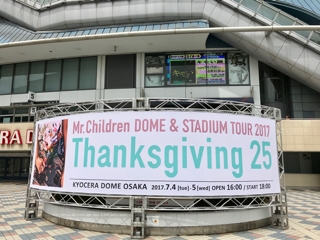 Mr.Children DOME & STADIUM TOUR 2017
Thanksgiving 25
KYOCERA DOME OSAKA 2017.7.4 [tue]-5 [wed] OPEN 16:00 / START 18:00